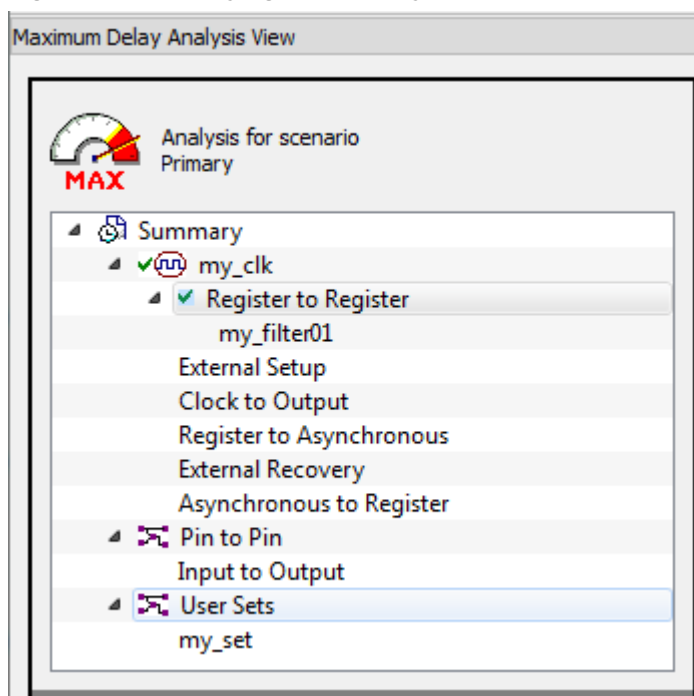 Maximum Delay Analysis View
Analysis for scenario
Primary
MAX
Summary
my_clk
Register to Register
my_filter01
External Setup
Clock to Output
Register to Asynchronous
External Recovery
Asynchronous to Register
Pin to Pin
Input to Output
User Sets
my_set